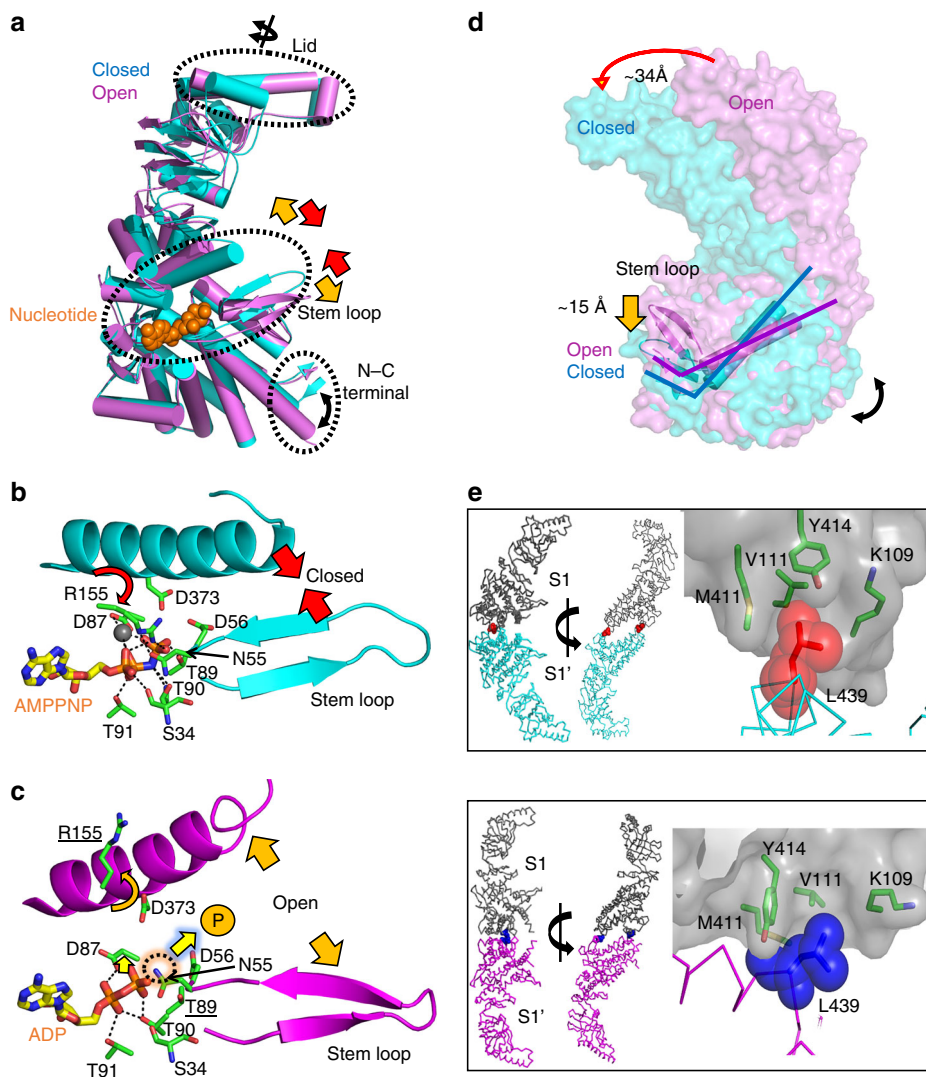 a
Lid
Closed
Open
Nucleotide
Stem loop
N–C
terminal
d
~34Å
Open
Closed
Stem loop
~15 Å
Open
Closed
b
R155
D373
Closed
D87
D56
N55
T89
T90
AMPPNP
Stem loop
T91
S34
c
R155
D373
Open
P
D87
D56
N55
T89
ADP
T90
Stem loop
T91
S34
e
S1
S1'
Y414
V111
K109
M411
L439
S1
S1'
Y414
V111
K109
M411
L439